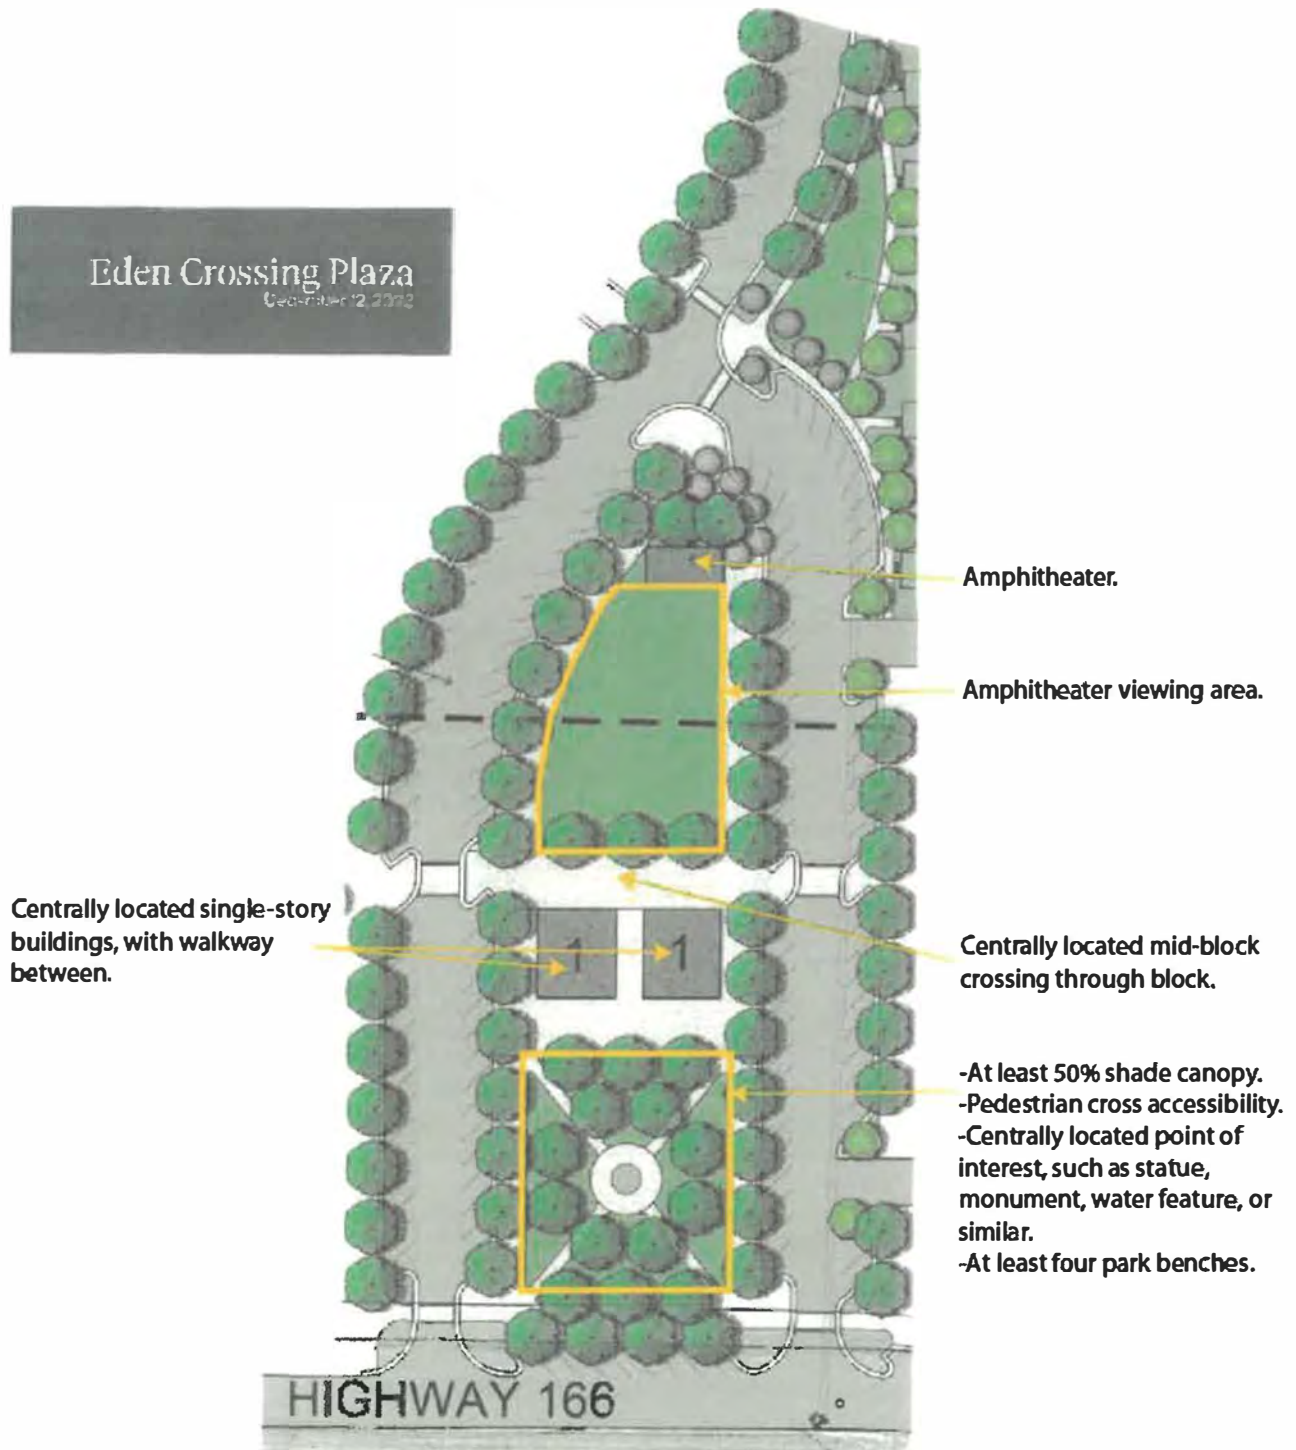 Eden Crossing Plaza
Amphitheater.
Amphitheater viewing area.
Centrally located single-story
buildings, with walkway
between.
1
1
Centrally located mid-block
crossing through block.
-At least 50% shade canopy.
-Pedestrian cross accessibility.
-Centrally located point of
interest, such as statue,
monument, water feature, or
similar.
-At least four park benches.
HIGHWAY 166